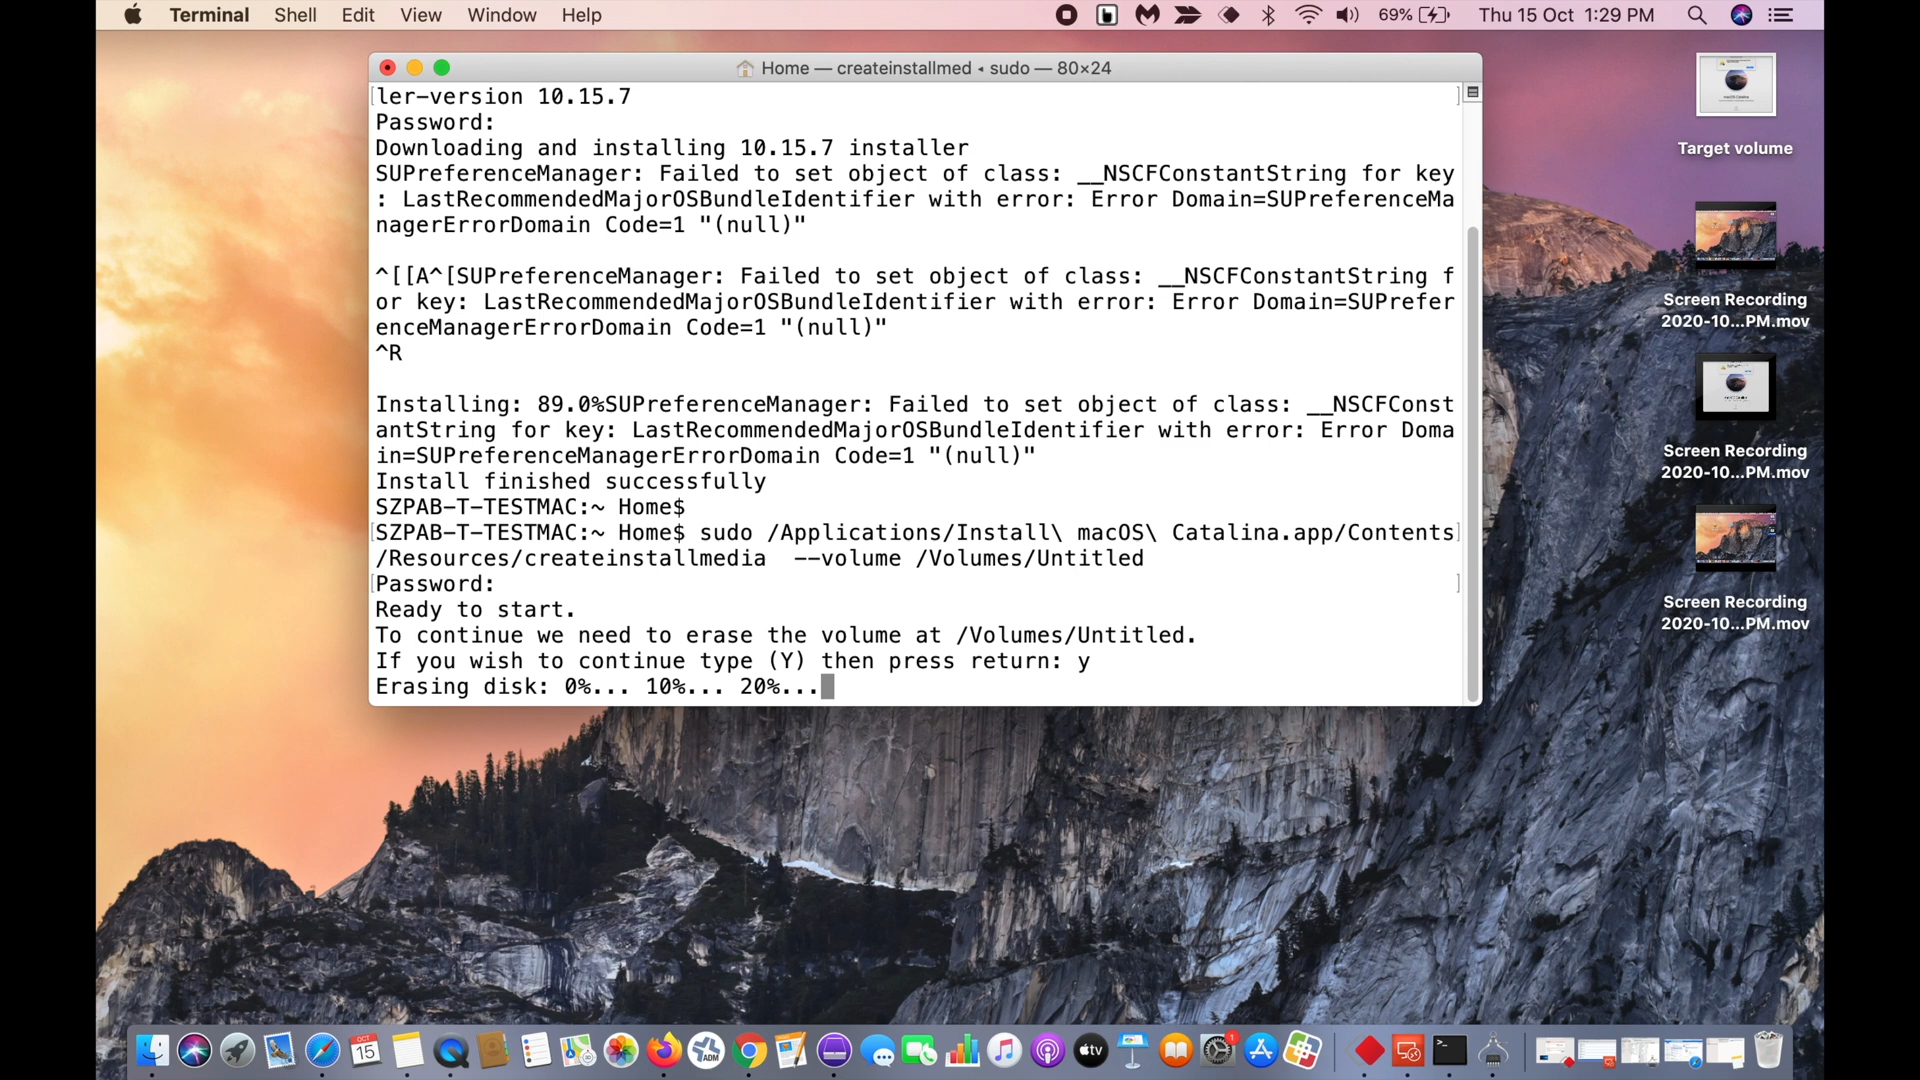 Terminal Shell Edit View Window Help 69% Thu 15 Oct 1:29 PM
Home — createinstallmed ◂ sudo — 80×24
ler-version 10.15.7
Password:
Downloading and installing 10.15.7 installer
SUPreferenceManager: Failed to set object of class: __NSCFConstantString for key
: LastRecommendedMajorOSBundleIdentifier with error: Error Domain=SUPreferenceMa
nagerErrorDomain Code=1 "(null)"
^[[A^[SUPreferenceManager: Failed to set object of class: __NSCFConstantString f
or key: LastRecommendedMajorOSBundleIdentifier with error: Error Domain=SUPrefer
enceManagerErrorDomain Code=1 "(null)"
^R
Installing: 89.0%SUPreferenceManager: Failed to set object of class: __NSCFConst
antString for key: LastRecommendedMajorOSBundleIdentifier with error: Error Doma
in=SUPreferenceManagerErrorDomain Code=1 "(null)"
Install finished successfully
SZPAB-T-TESTMAC:~ Home$
SZPAB-T-TESTMAC:~ Home$ sudo /Applications/Install\ macOS\ Catalina.app/Contents
/Resources/createinstallmedia  --volume /Volumes/Untitled
Password:
Ready to start.
To continue we need to erase the volume at /Volumes/Untitled.
If you wish to continue type (Y) then press return: y
Erasing disk: 0%... 10%... 20%...
Target volume
Screen Recording
2020-10...PM.mov
Screen Recording
2020-10...PM.mov
Screen Recording
2020-10...PM.mov
OCT
15
ADM
tv
1